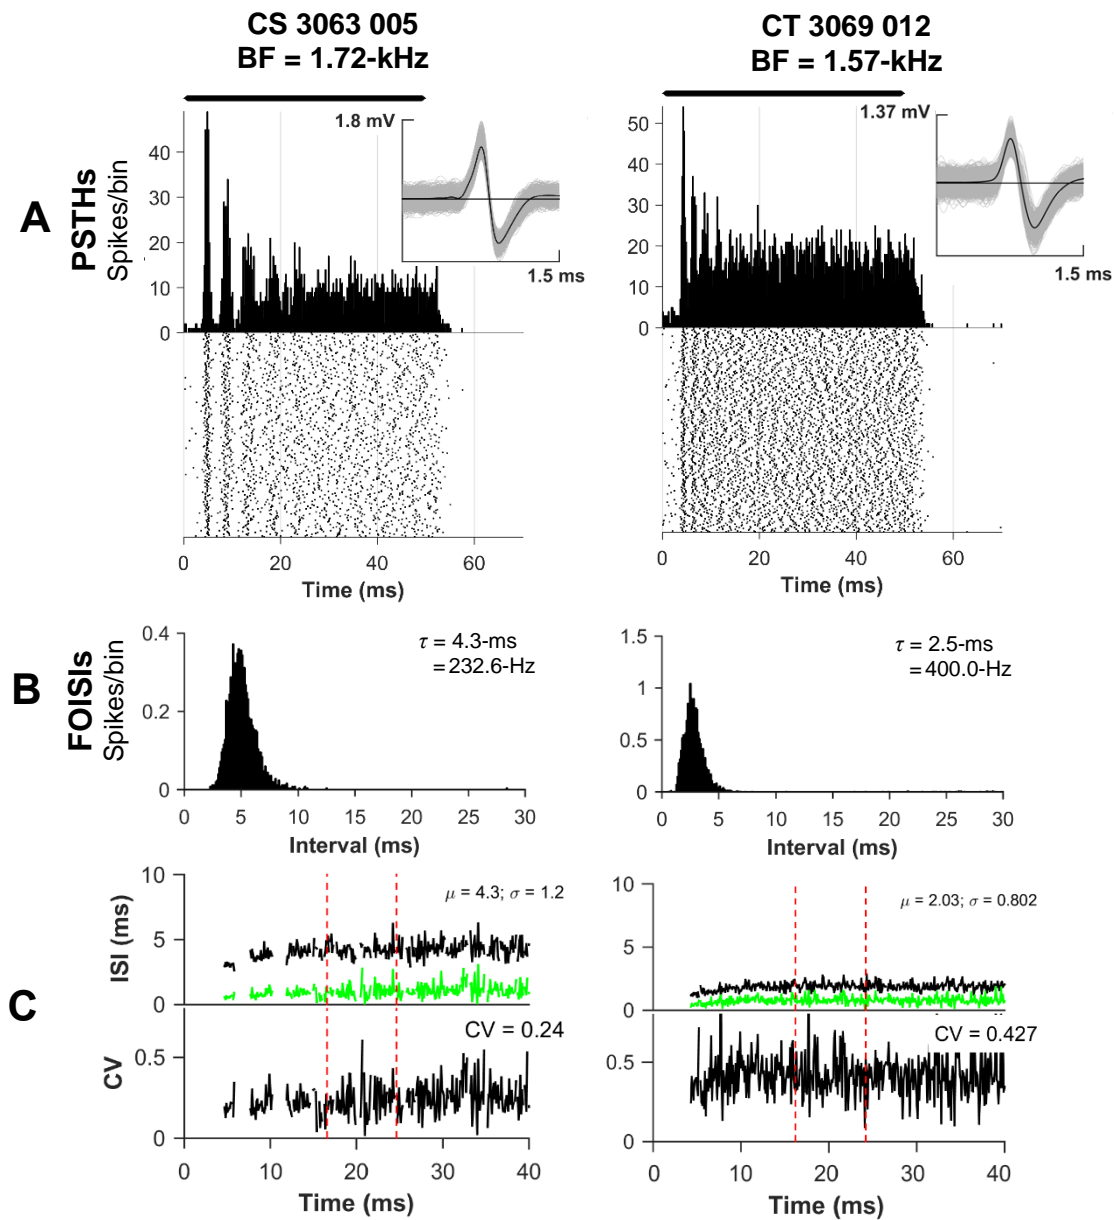 CS 3063 005
BF = 1.72-kHz
CT 3069 012
BF = 1.57-kHz
A
PSTHs
Spikes/bin
40
30
20
10
0
1.8 mV
1.5 ms
50
40
30
20
10
0
1.37 mV
1.5 ms
0 20 40 60
Time (ms)
0 20 40 60
Time (ms)
B
FOISIs
Spikes/bin
0.4
0.2
0
τ = 4.3-ms
=232.6-Hz
0 5 10 15 20 25 30
Interval (ms)
1.5
1
0.5
0
τ = 2.5-ms
=400.0-Hz
0 5 10 15 20 25 30
Interval (ms)
C
ISI (ms)
10
5
0
μ = 4.3; σ = 1.2
10
5
0
μ = 2.03; σ = 0.802
CV
0.5
0
CV = 0.24
0 10 20 30 40
Time (ms)
0.5
0
CV = 0.427
0 10 20 30 40
Time (ms)